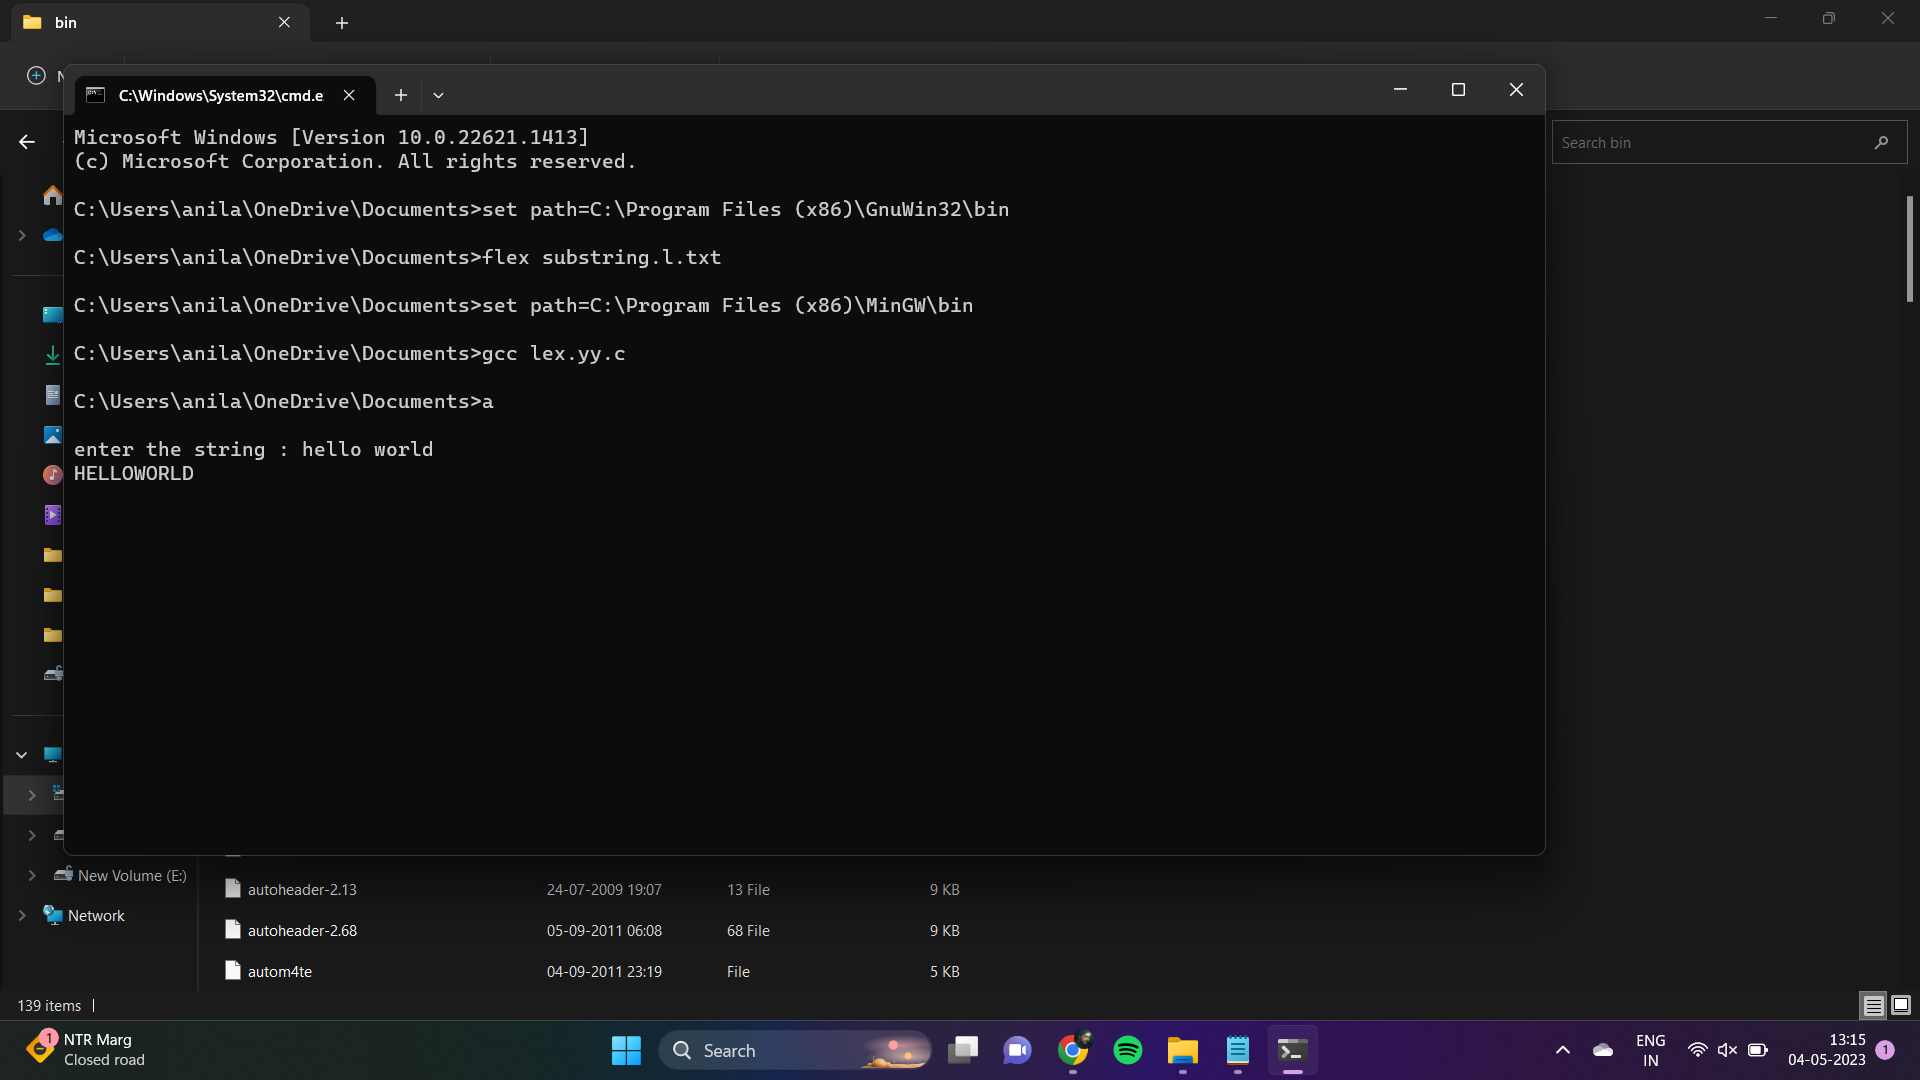 bin
C:\Windows\System32\cmd.e
Microsoft Windows [Version 10.0.22621.1413]
(c) Microsoft Corporation. All rights reserved.
C:\Users\anila\OneDrive\Documents>set path=C:\Program Files (x86)\GnuWin32\bin
C:\Users\anila\OneDrive\Documents>flex substring.l.txt
C:\Users\anila\OneDrive\Documents>set path=C:\Program Files (x86)\MinGW\bin
C:\Users\anila\OneDrive\Documents>gcc lex.yy.c
C:\Users\anila\OneDrive\Documents>a
enter the string : hello world
HELLOWORLD
Search bin
New Volume (E:)
Network
autoheader-2.13 24-07-2009 19:07 13 File 9 KB
autoheader-2.68 05-09-2011 06:08 68 File 9 KB
autom4te 04-09-2011 23:19 File 5 KB
139 items
1
NTR Marg
Closed road
Search
ENG
IN
13:15
04-05-2023
1